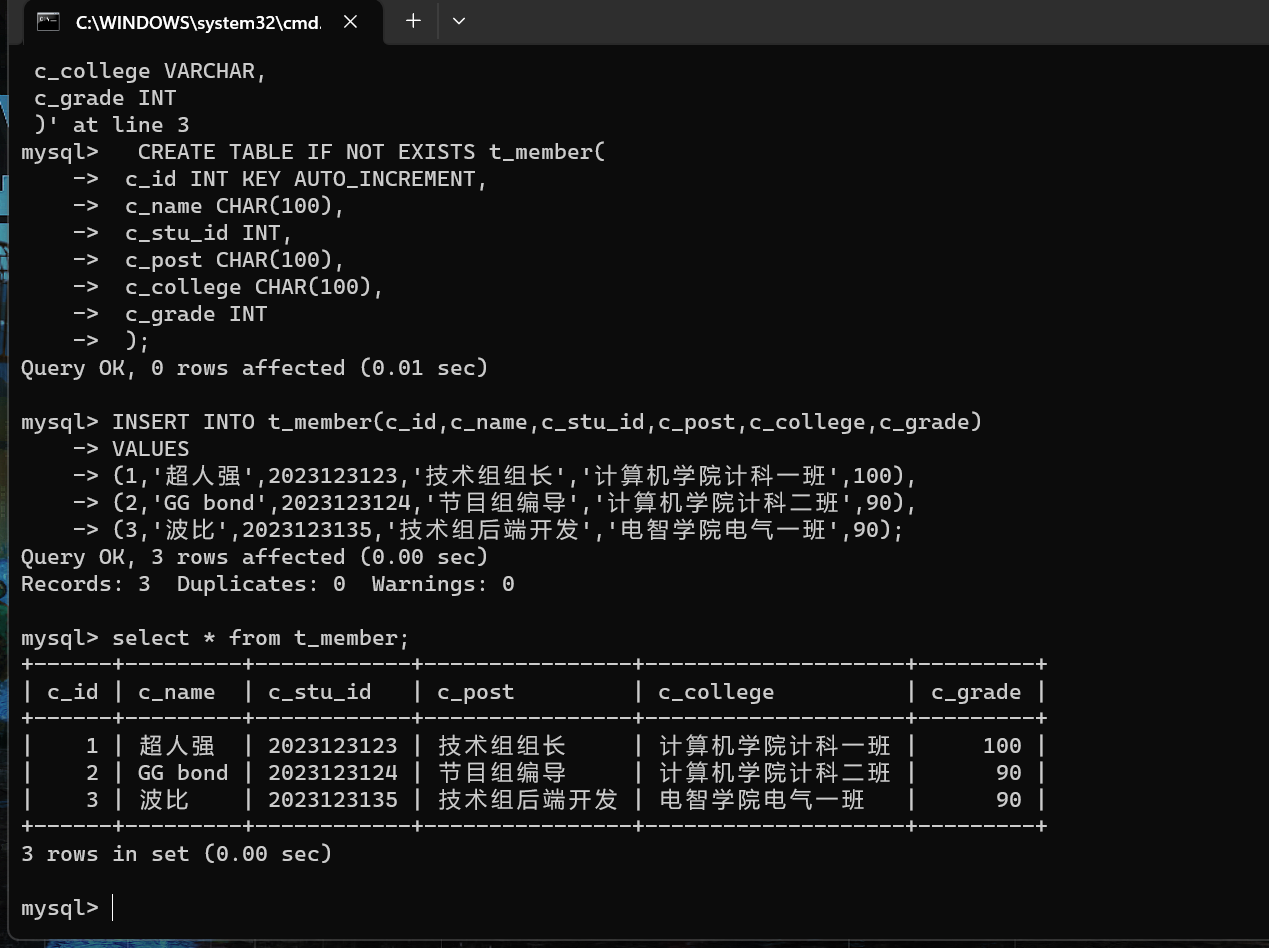 C:\WINDOWS\system32\cmd.
c_college VARCHAR,
c_grade INT
)' at line 3
mysql>   CREATE TABLE IF NOT EXISTS t_member(
    ->  c_id INT KEY AUTO_INCREMENT,
    ->  c_name CHAR(100),
    ->  c_stu_id INT,
    ->  c_post CHAR(100),
    ->  c_college CHAR(100),
    ->  c_grade INT
    ->  );
Query OK, 0 rows affected (0.01 sec)
mysql> INSERT INTO t_member(c_id,c_name,c_stu_id,c_post,c_college,c_grade)
    -> VALUES
    -> (1,'超人强',2023123123,'技术组组长','计算机学院计科一班',100),
    -> (2,'GG bond',2023123124,'节目组编导','计算机学院计科二班',90),
    -> (3,'波比',2023123135,'技术组后端开发','电智学院电气一班',90);
Query OK, 3 rows affected (0.00 sec)
Records: 3  Duplicates: 0  Warnings: 0
mysql> select * from t_member;
+------+---------+------------+----------------+--------------------+---------+
| c_id | c_name  | c_stu_id   | c_post         | c_college          | c_grade |
+------+---------+------------+----------------+--------------------+---------+
|    1 | 超人强  | 2023123123 | 技术组组长     | 计算机学院计科一班 |     100 |
|    2 | GG bond | 2023123124 | 节目组编导     | 计算机学院计科二班 |      90 |
|    3 | 波比    | 2023123135 | 技术组后端开发 | 电智学院电气一班   |      90 |
+------+---------+------------+----------------+--------------------+---------+
3 rows in set (0.00 sec)
mysql>